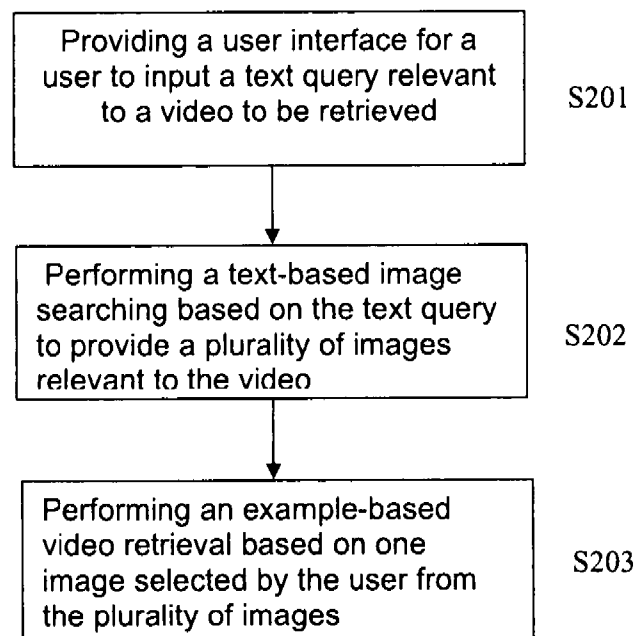 Providing a user interface for a
user to input a text query relevant
to a video to be retrieved
S201
Performing a text-based image
searching based on the text query
to provide a plurality of images
relevant to the video
S202
Performing an example-based
video retrieval based on one
image selected by the user from
the plurality of images
S203